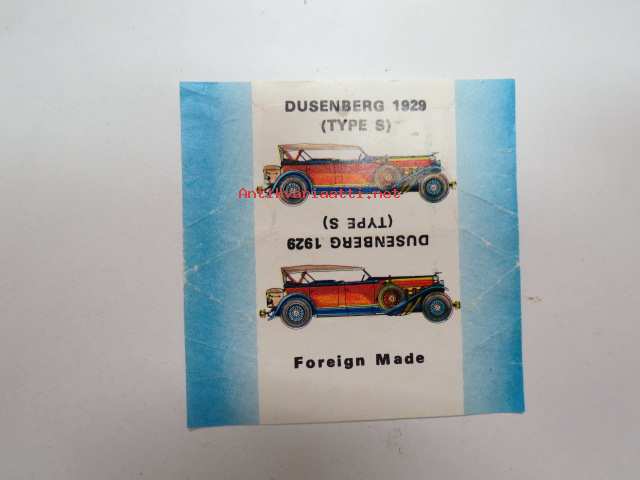 DUSENBERG 1929
(TYPE S)
Antikvariaatti.net
(TYPE S)
DUSENBERG 1929
Foreign Made